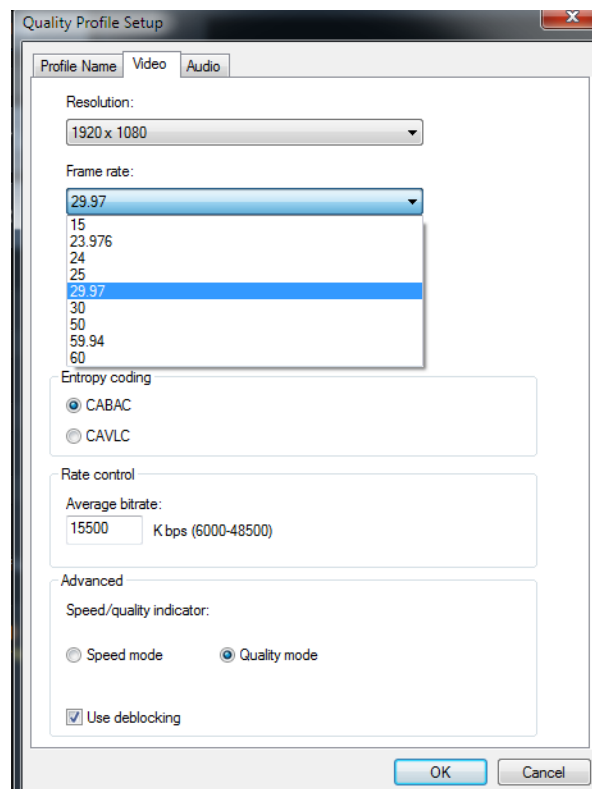 Quality Profile Setup
Profile Name Video Audio
Resolution:
1920 x 1080
Frame rate:
29.97
15
23.976
24
25
29.97
30
50
59.94
60
Entropy coding
CABAC
CAVLC
Rate control
Average bitrate:
15500 K bps (6000-48500)
Advanced
Speed/quality indicator:
Speed mode Quality mode
Use deblocking
OK Cancel